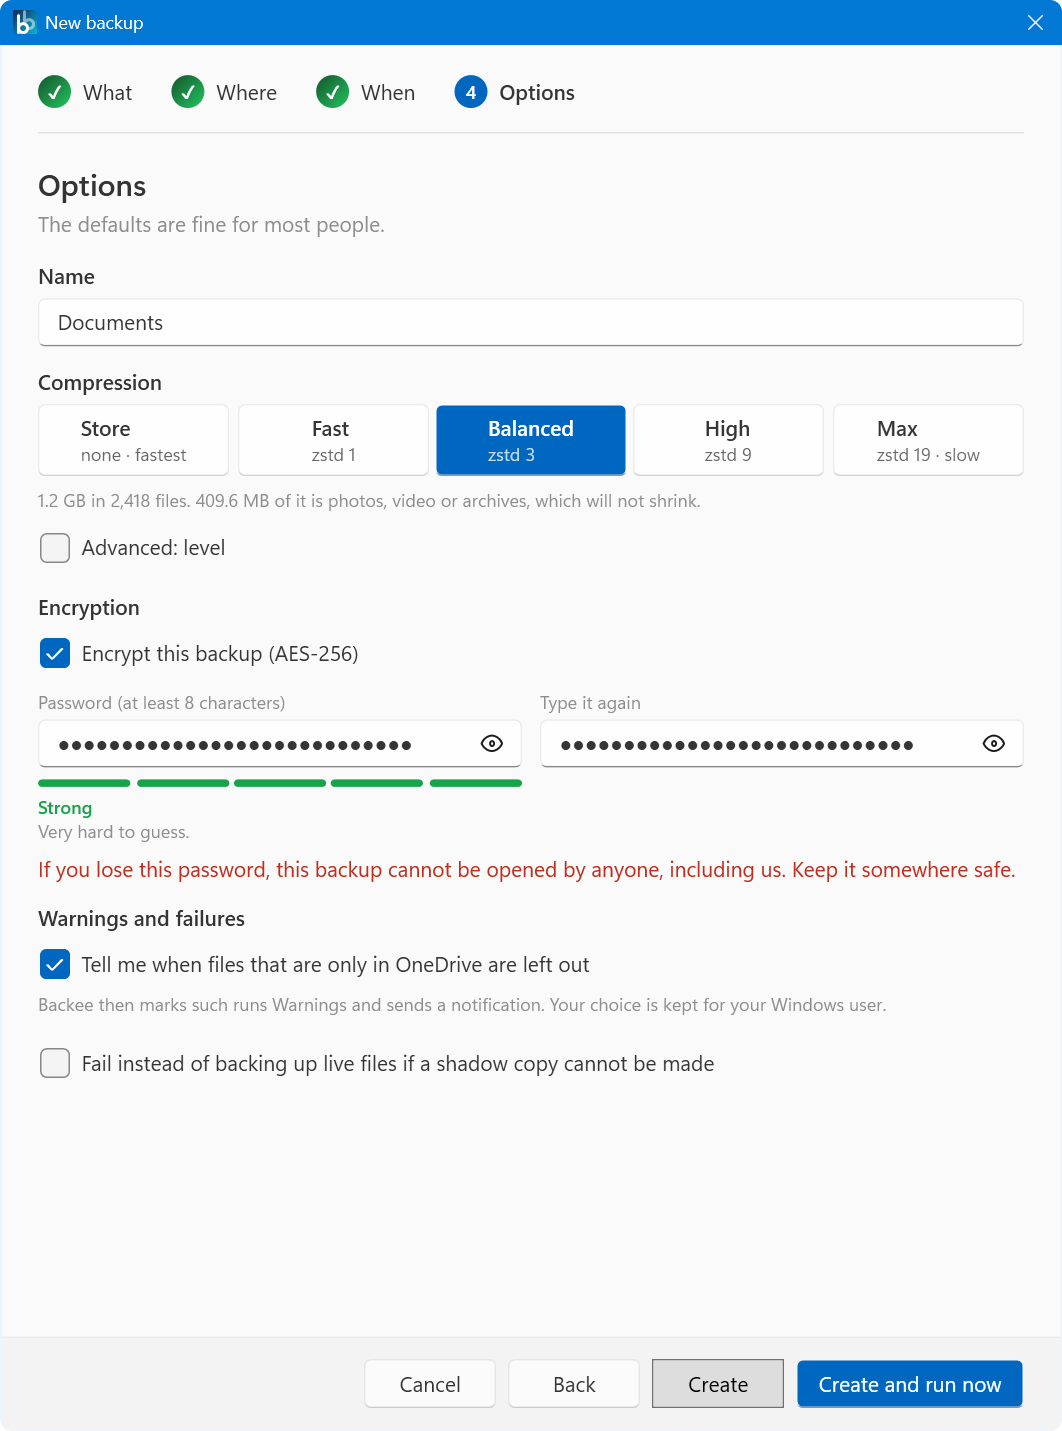 New backup
What
Where
When
4 Options
Options
The defaults are fine for most people.
Name
Documents
Compression
Store
none · fastest
Fast
zstd 1
Balanced
zstd 3
High
zstd 9
Max
zstd 19 · slow
1.2 GB in 2,418 files. 409.6 MB of it is photos, video or archives, which will not shrink.
Advanced: level
Encryption
Encrypt this backup (AES-256)
Password (at least 8 characters)
Type it again
Strong
Very hard to guess.
If you lose this password, this backup cannot be opened by anyone, including us. Keep it somewhere safe.
Warnings and failures
Tell me when files that are only in OneDrive are left out
Backee then marks such runs Warnings and sends a notification. Your choice is kept for your Windows user.
Fail instead of backing up live files if a shadow copy cannot be made
Cancel
Back
Create
Create and run now